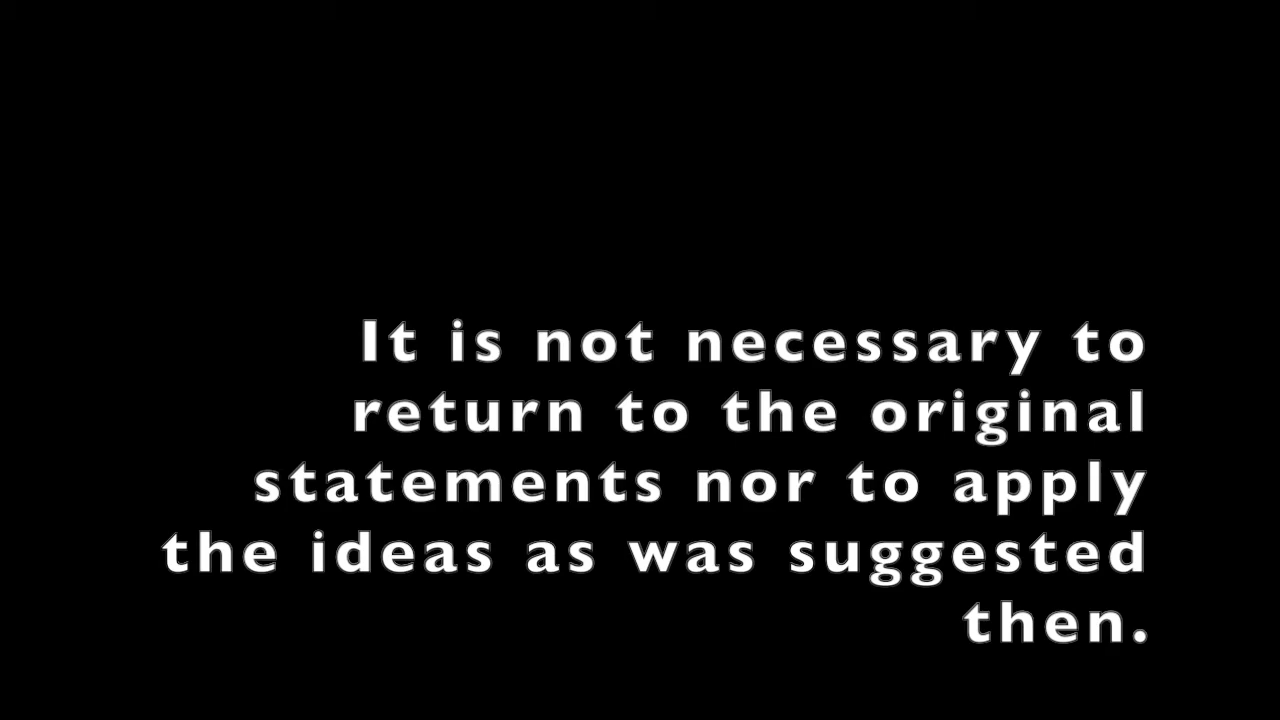 It is not necessary to
return to the original
statements nor to apply
the ideas as was suggested
then.